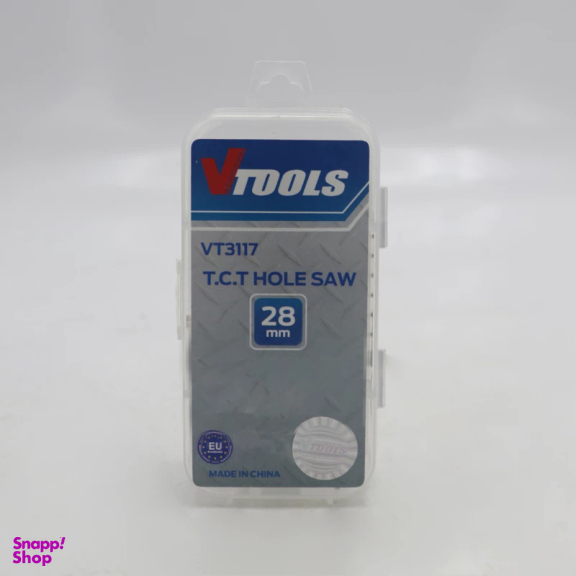 VTOOLS
VT3117
T.C.T HOLE SAW
28
mm
EU
MADE IN CHINA
Snapp!
Shop